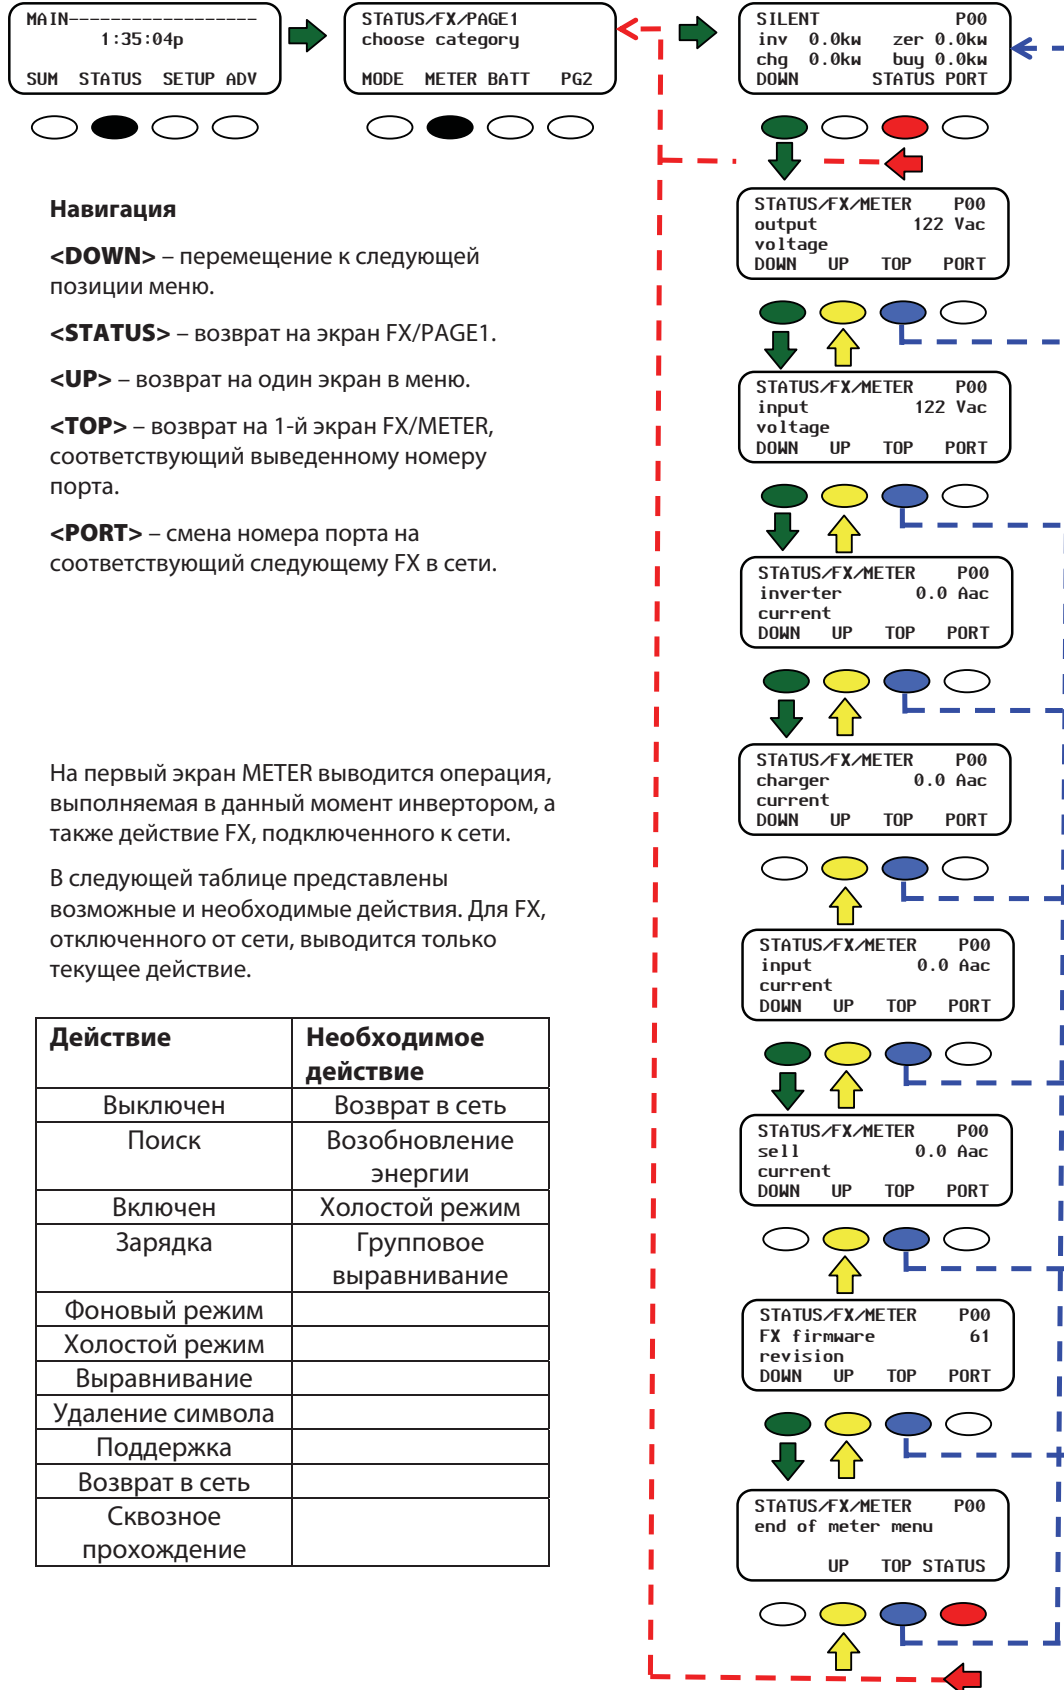 MAIN------------------
1:35:04p
SUM STATUS SETUP ADV
STATUS/FX/PAGE1
choose category
MODE METER BATT PG2
SILENT P00
inv 0.0kw zer 0.0kw
chg 0.0kw buy 0.0kw
DOWN STATUS PORT
Навигация
<DOWN> – перемещение к следующей
позиции меню.
<STATUS> – возврат на экран FX/PAGE1.
<UP> – возврат на один экран в меню.
<TOP> – возврат на 1-й экран FX/METER,
соответствующий выведенному номеру
порта.
<PORT> – смена номера порта на
соответствующий следующему FX в сети.
На первый экран METER выводится операция,
выполняемая в данный момент инвертором, а
также действие FX, подключенного к сети.
В следующей таблице представлены
возможные и необходимые действия. Для FX,
отключенного от сети, выводится только
текущее действие.
Действие Необходимое
действие
Выключен Возврат в сеть
Поиск Возобновление
энергии
Включен Холостой режим
Зарядка Групповое
выравнивание
Фоновый режим
Холостой режим
Выравнивание
Удаление символа
Поддержка
Возврат в сеть
Сквозное
прохождение
STATUS/FX/METER P00
output 122 Vac
voltage
DOWN UP TOP PORT
STATUS/FX/METER P00
input 122 Vac
voltage
DOWN UP TOP PORT
STATUS/FX/METER P00
inverter 0.0 Aac
current
DOWN UP TOP PORT
STATUS/FX/METER P00
charger 0.0 Aac
current
DOWN UP TOP PORT
STATUS/FX/METER P00
input 0.0 Aac
current
DOWN UP TOP PORT
STATUS/FX/METER P00
sell 0.0 Aac
current
DOWN UP TOP PORT
STATUS/FX/METER P00
FX firmware 61
revision
DOWN UP TOP PORT
STATUS/FX/METER P00
end of meter menu
UP TOP STATUS